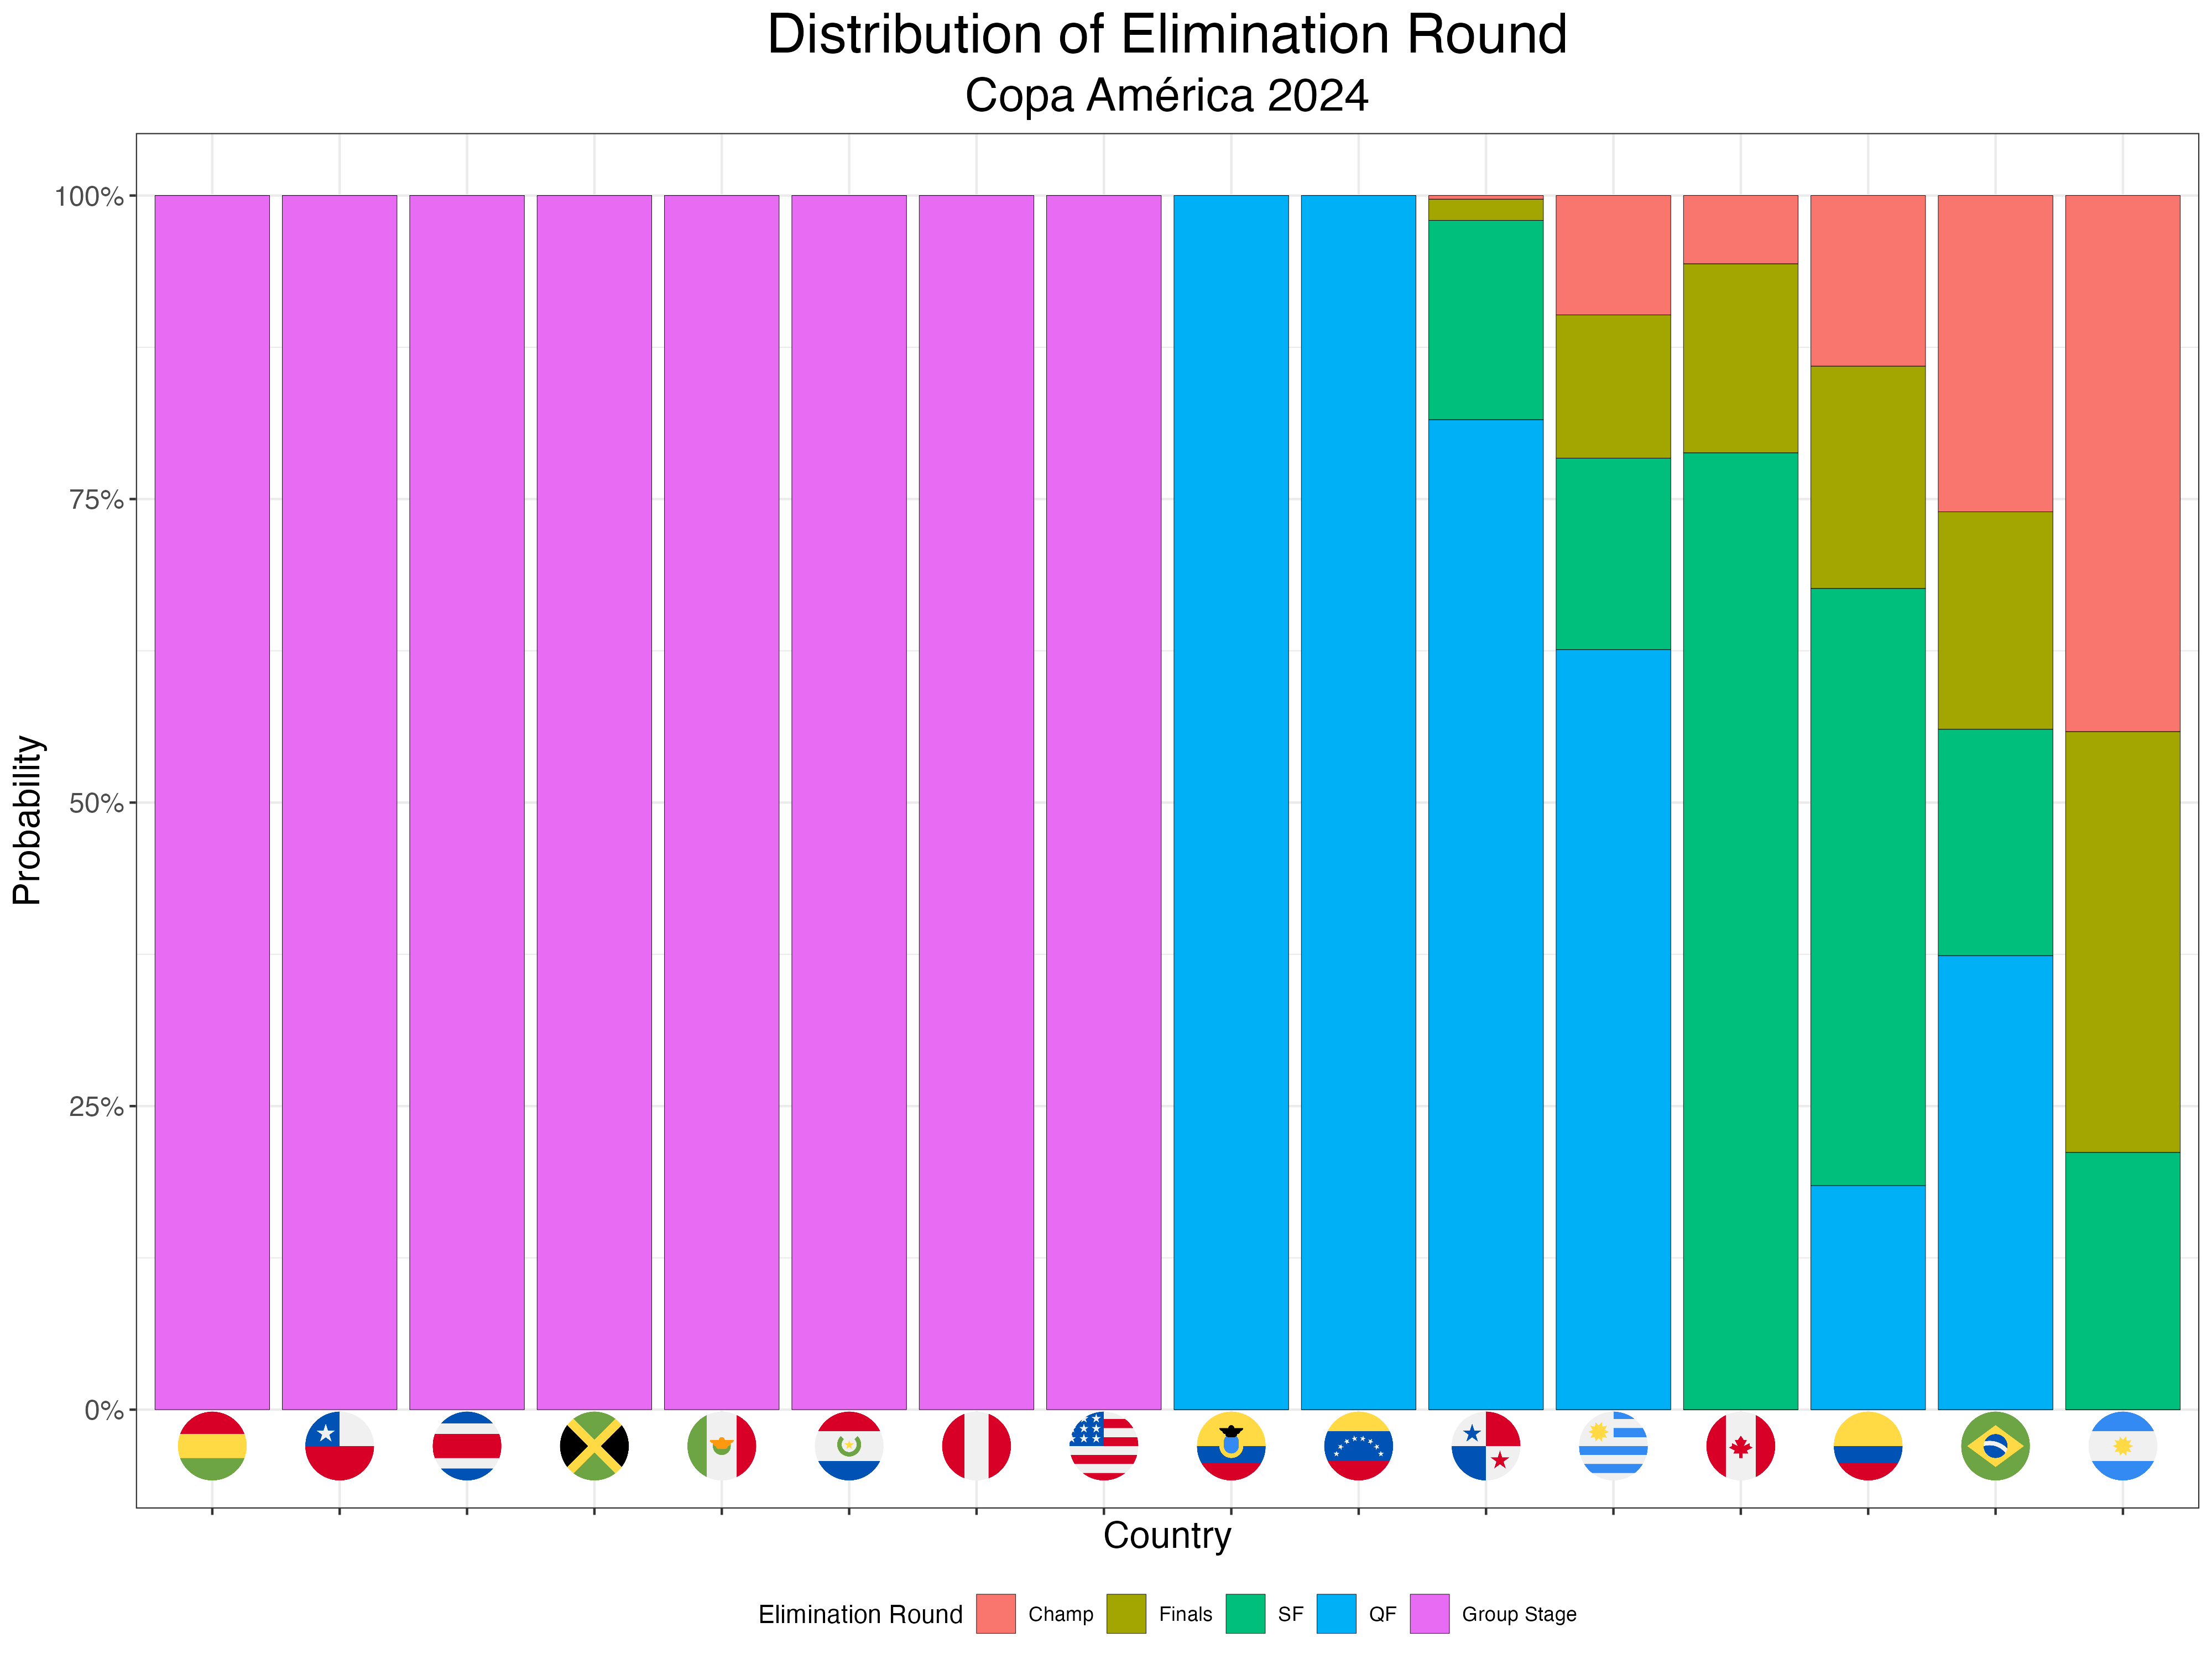 Distribution of Elimination Round
Copa América 2024
100%
75%
50%
25%
0%
Probability
Country
Elimination Round Champ Finals SF QF Group Stage